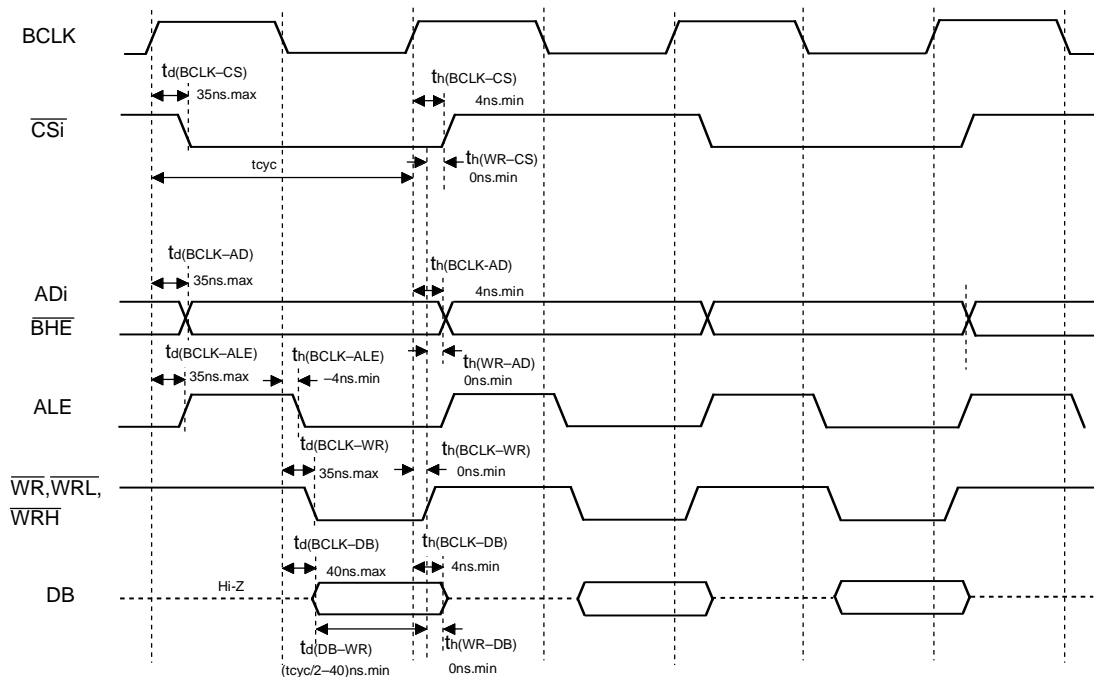 BCLK
td(BCLK–CS)
35ns.max
th(BCLK–CS)
4ns.min
CSi
tcyc
th(WR–CS)
0ns.min
td(BCLK–AD)
35ns.max
th(BCLK-AD)
4ns.min
ADi
BHE
td(BCLK–ALE)
35ns.max
th(BCLK–ALE)
–4ns.min
th(WR–AD)
0ns.min
ALE
td(BCLK–WR)
35ns.max
th(BCLK–WR)
0ns.min
WR,WRL,
WRH
td(BCLK–DB)
40ns.max
th(BCLK–DB)
4ns.min
Hi-Z
DB
td(DB–WR)
(tcyc/2–40)ns.min
th(WR–DB)
0ns.min